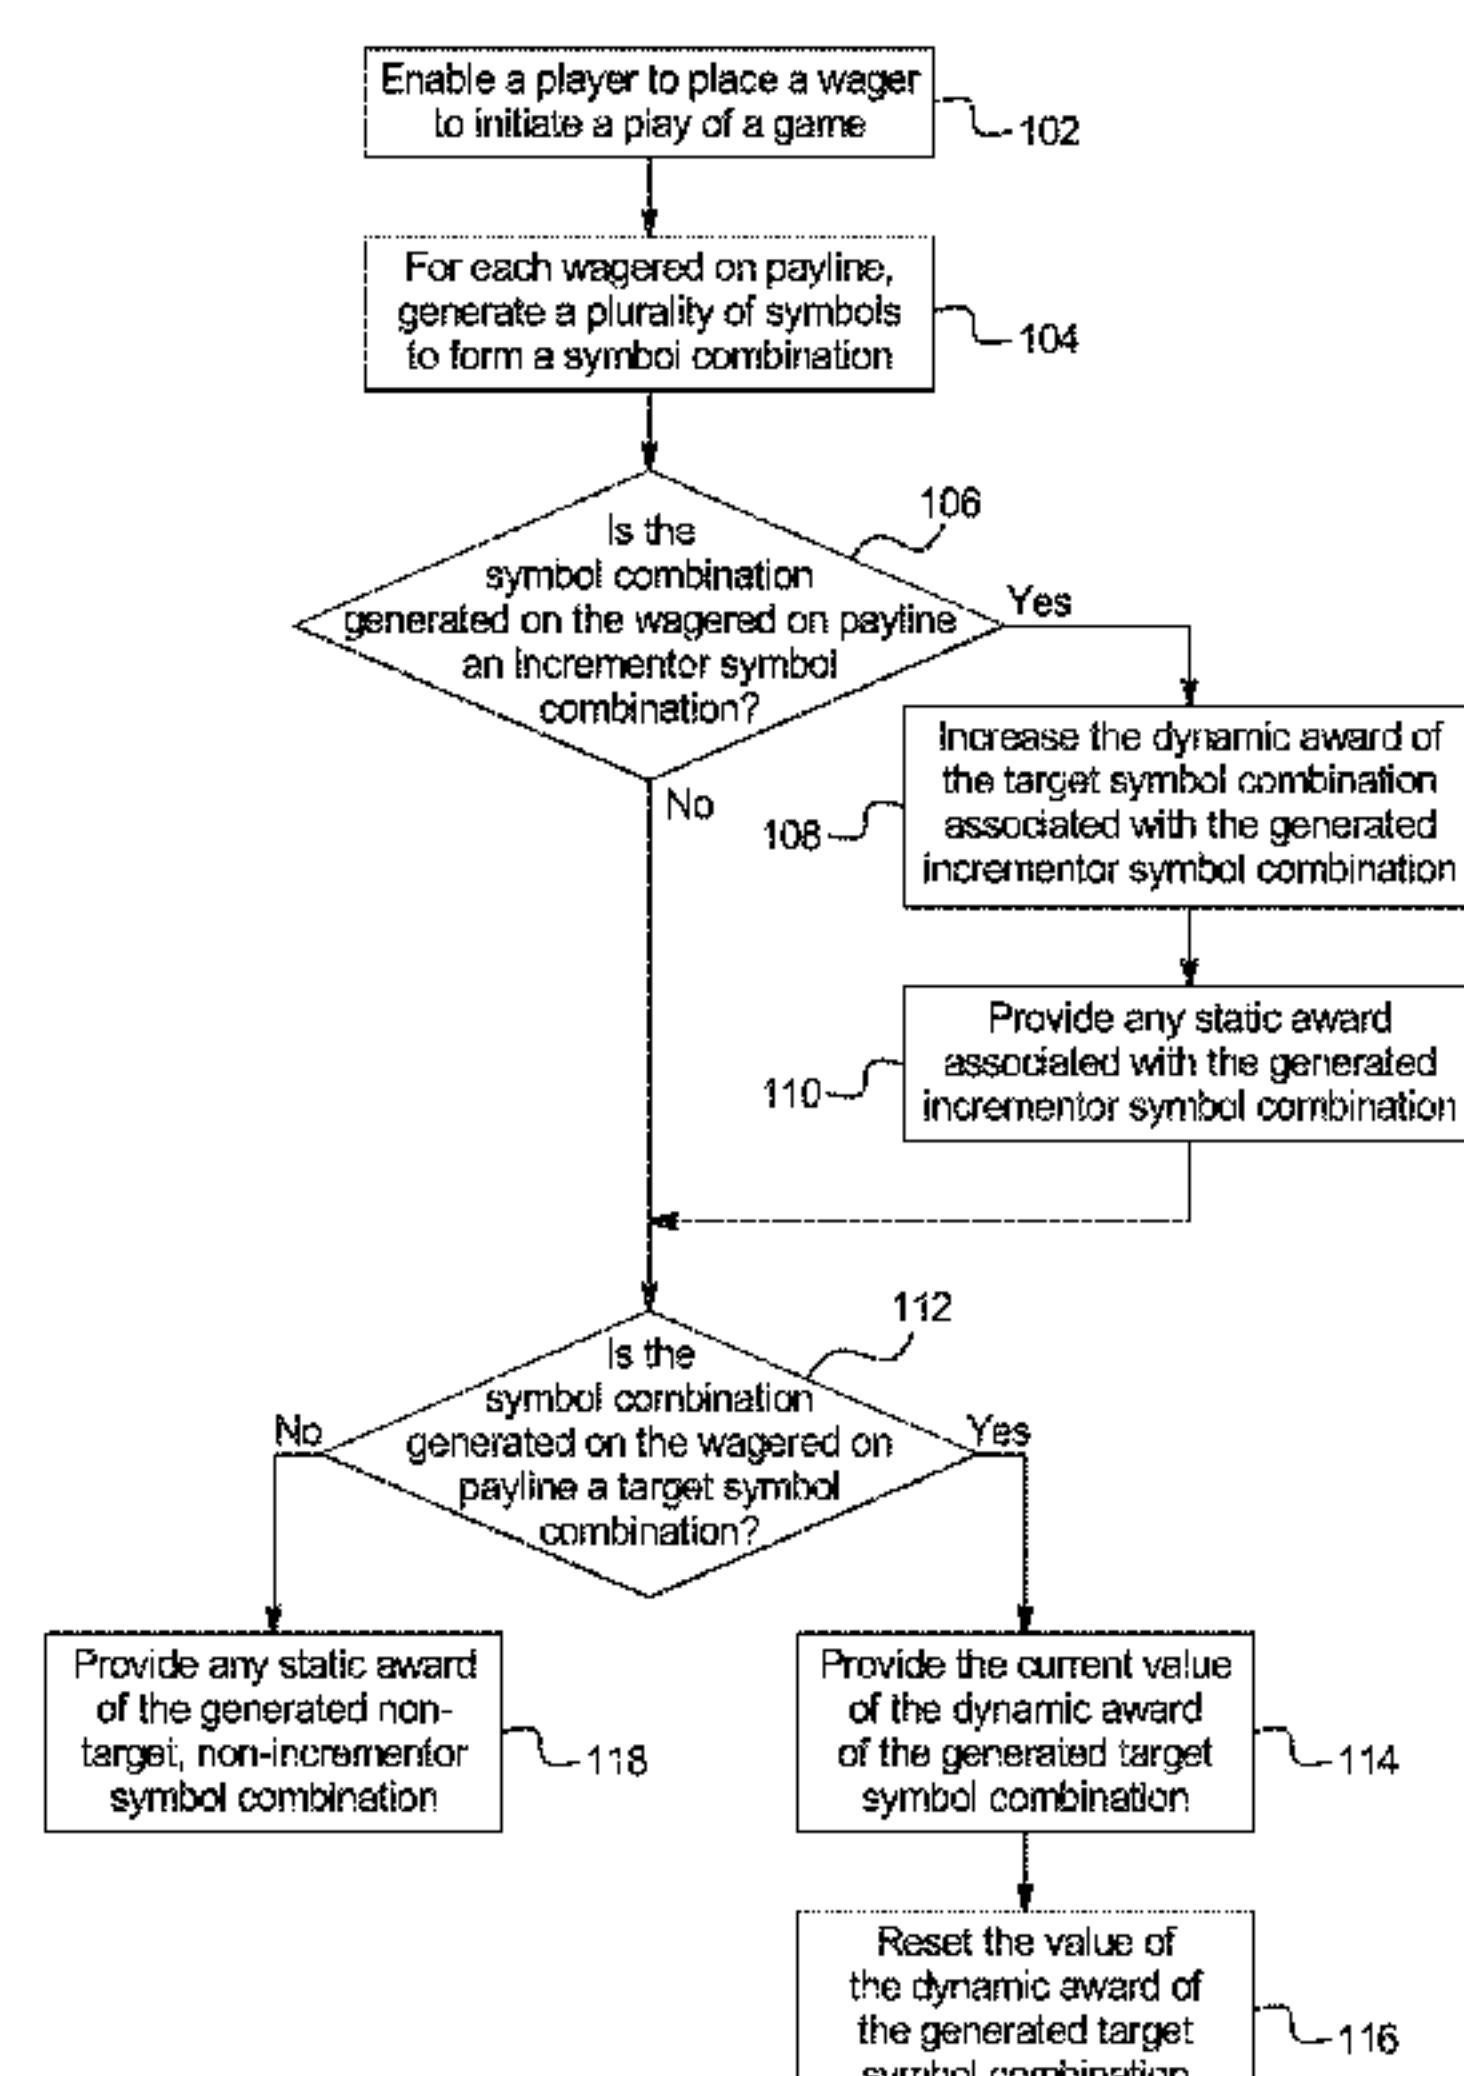 Enable a player to place a wager
to initiate a play of a game
102
For each wagered on payline,
generate a plurality of symbols
to form a symbol combination
104
106
Is the
symbol combination
generated on the wagered on payline
an incrementor symbol
combination?
Yes
No
Increase the dynamic award of
the target symbol combination
associated with the generated
incrementor symbol combination
108
Provide any static award
associated with the generated
incrementor symbol combination
110
112
Is the
symbol combination
generated on the wagered on
payline a target symbol
combination?
No
Yes
Provide any static award
of the generated non-
target, non-incrementor
symbol combination
118
Provide the current value
of the dynamic award
of the generated target
symbol combination
114
Reset the value of
the dynamic award of
the generated target
symbol combination
116